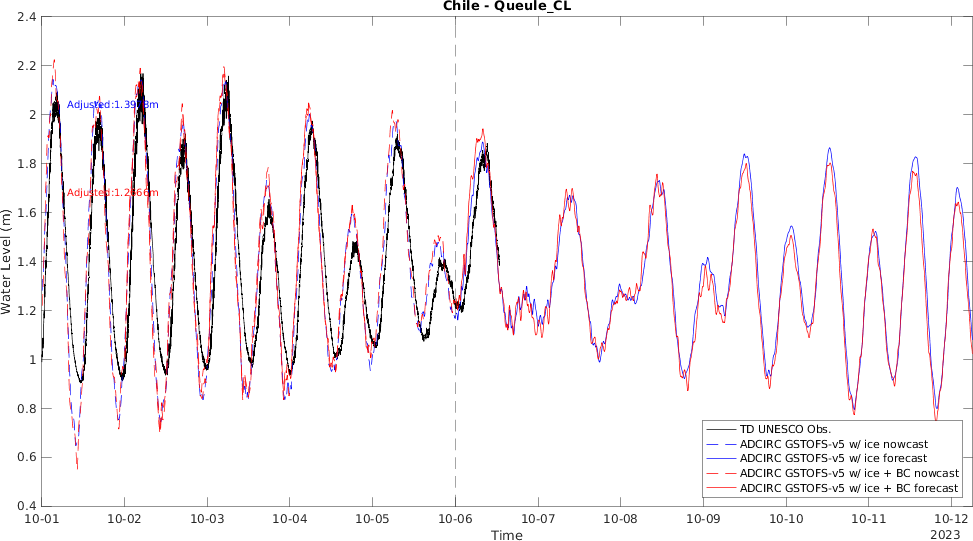 Chile - Queule_CL
2.4
2.2
2
1.8
1.6
1.4
1.2
1
0.8
0.6
0.4
Water Level (m)
Adjusted:1.3978m
Adjusted:1.2666m
TD UNESCO Obs.
ADCIRC GSTOFS-v5 w/ ice nowcast
ADCIRC GSTOFS-v5 w/ ice forecast
ADCIRC GSTOFS-v5 w/ ice + BC nowcast
ADCIRC GSTOFS-v5 w/ ice + BC forecast
10-01 10-02 10-03 10-04 10-05 10-06 10-07 10-08 10-09 10-10 10-11 10-12
2023
Time